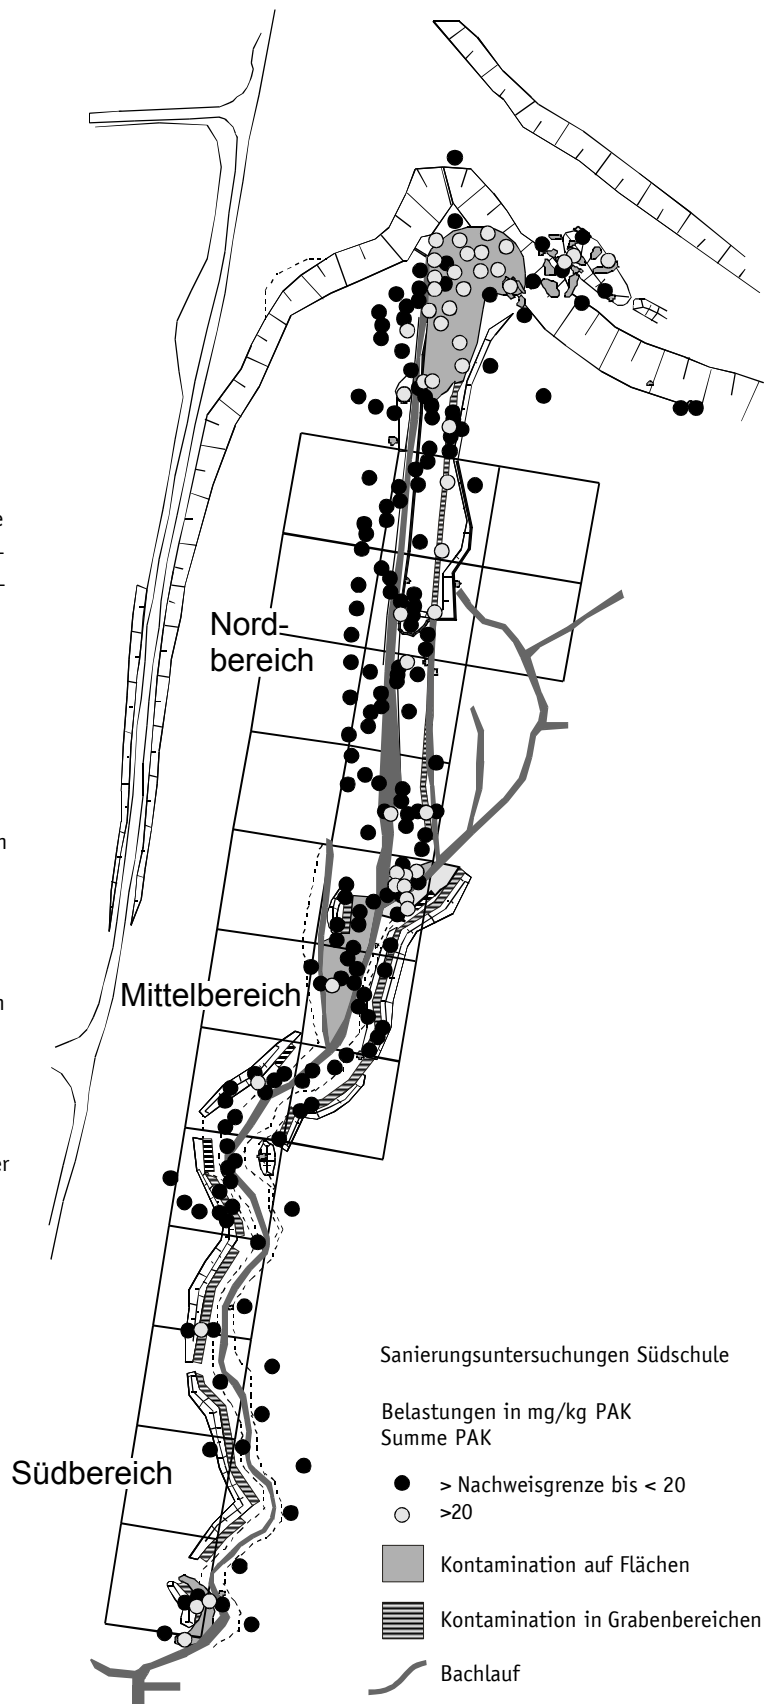 e
-
-
Nord-
bereich
n
Mittelbereich
n
er
Sanierungsuntersuchungen Südschule
Belastungen in mg/kg PAK
Summe PAK
> Nachweisgrenze bis < 20
>20
Südbereich
Kontamination auf Flächen
Kontamination in Grabenbereichen
Bachlauf